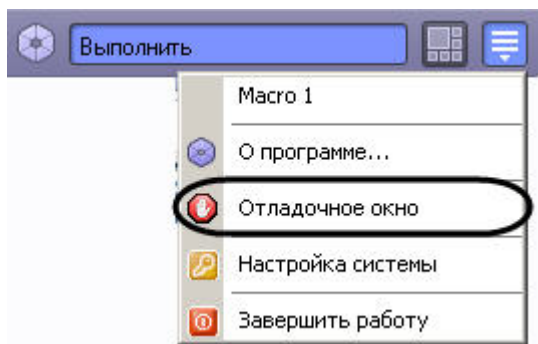 Выполнить
Macro 1
О программе...
Отладочное окно
Настройка системы
Завершить работу